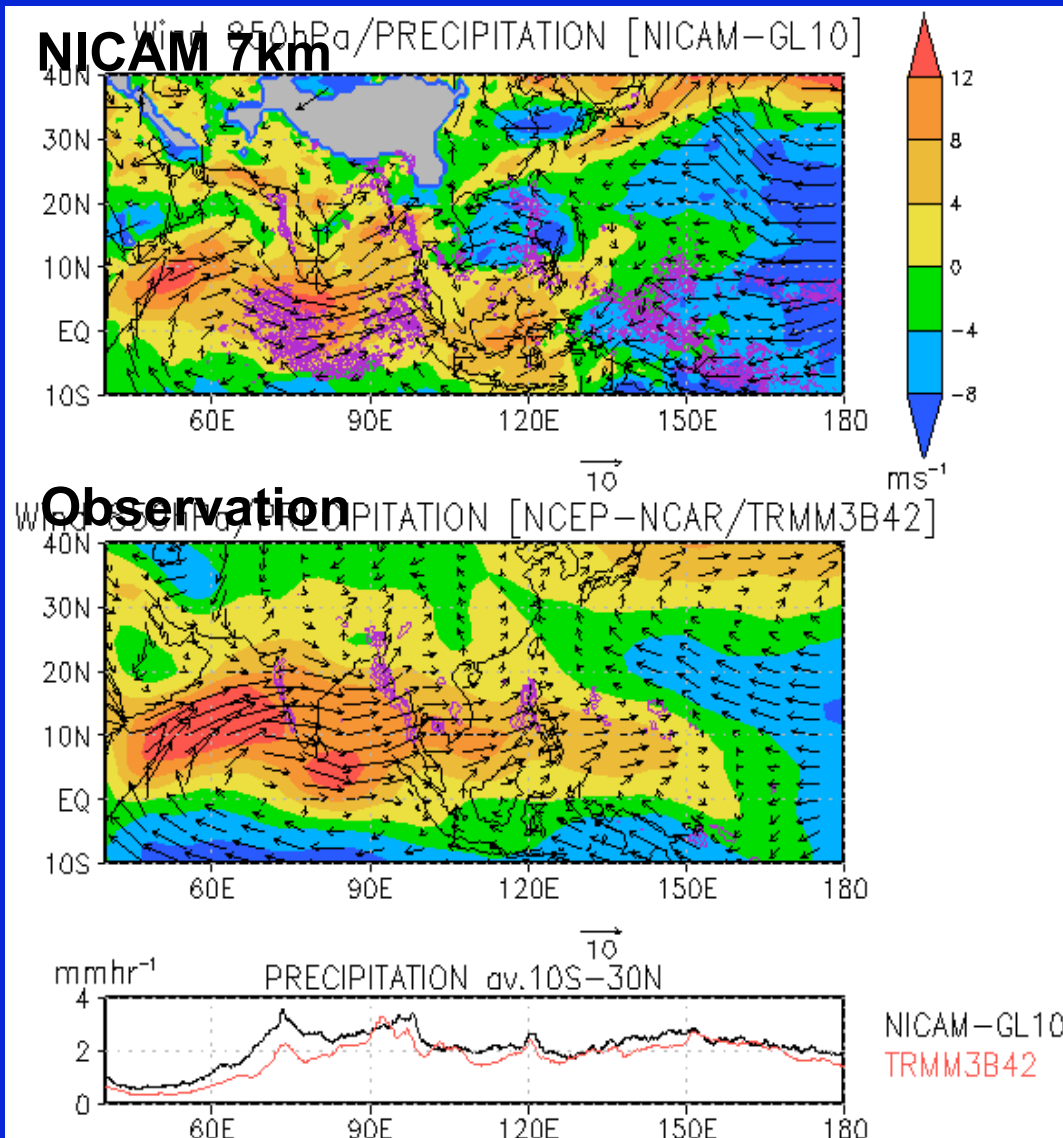 NICAM 7km
Wind 850hPa/PRECIPITATION [NICAM-GL10]
40N
30N
20N
10N
EQ
10S
60E 90E 120E 150E 180
12
8
4
0
-4
-8
ms⁻¹
10
Observation
PRECIPITATION [NCEP-NCAR/TRMM3B42]
40N
30N
20N
10N
EQ
10S
60E 90E 120E 150E 180
10
mmhr⁻¹
PRECIPITATION av.10S-30N
4
2
0
60E 90E 120E 150E 180
NICAM-GL10
TRMM3B42